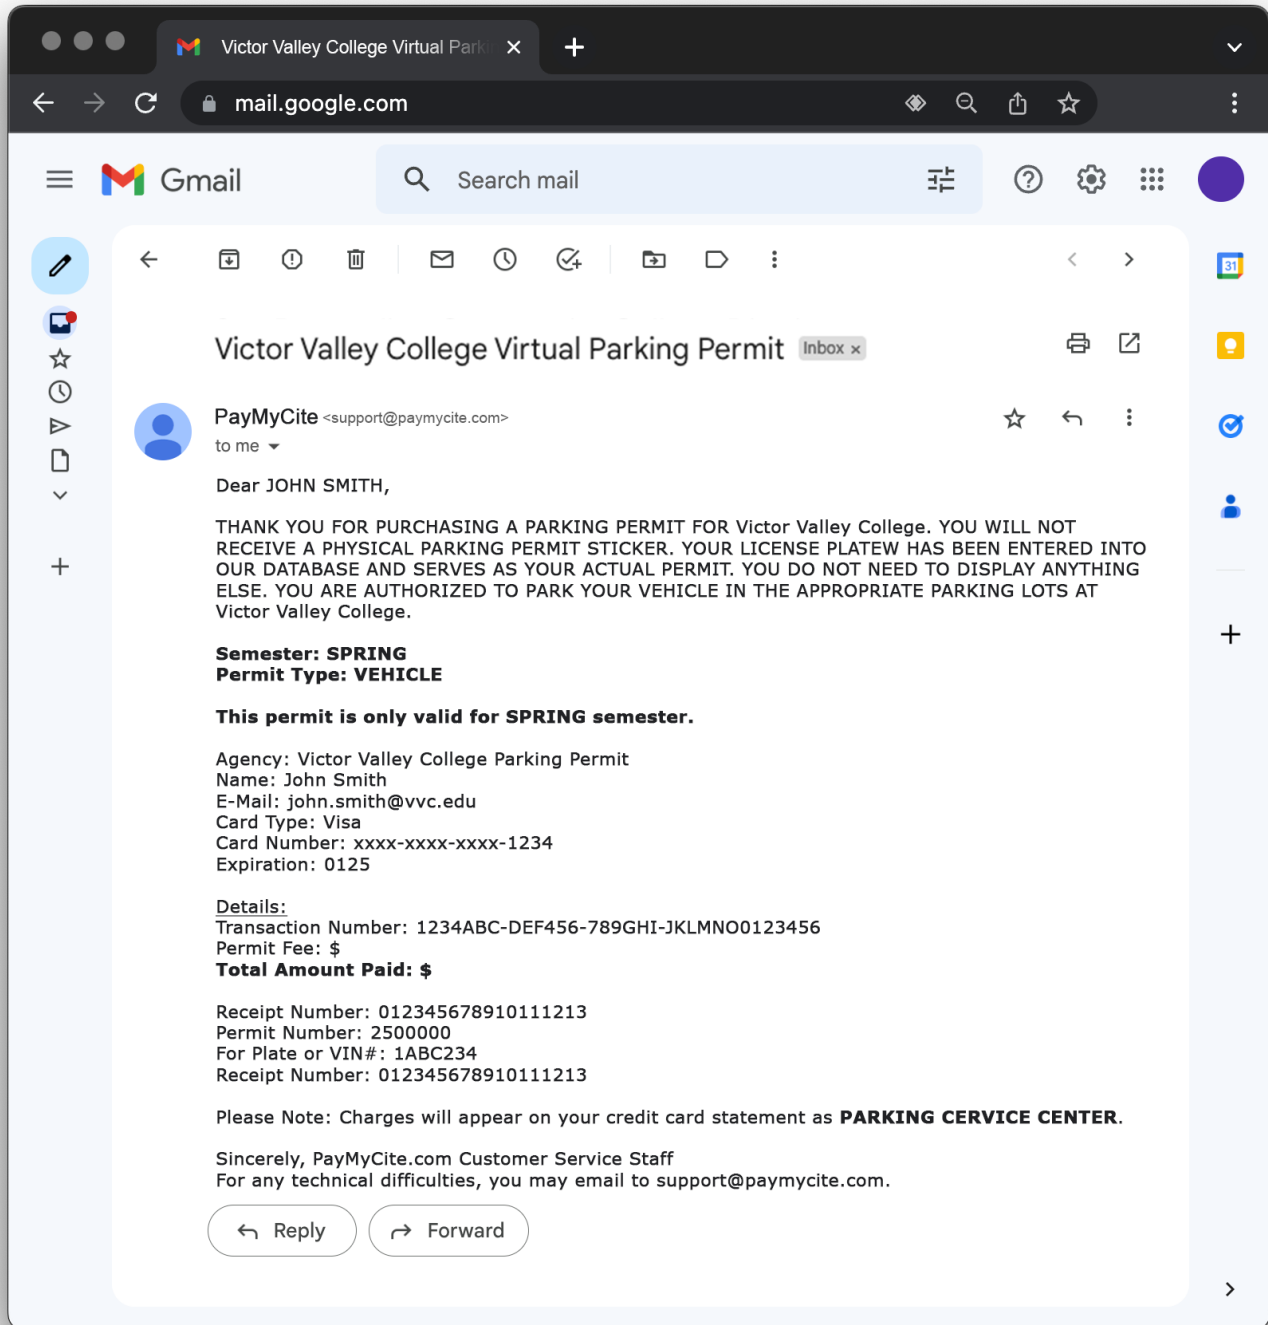 Victor Valley College Virtual Park
mail.google.com
Gmail
Search mail
31
Victor Valley College Virtual Parking Permit Inbox x
PayMyCite <support@paymycite.com>
to me
Dear JOHN SMITH,
THANK YOU FOR PURCHASING A PARKING PERMIT FOR Victor Valley College. YOU WILL NOT
RECEIVE A PHYSICAL PARKING PERMIT STICKER. YOUR LICENSE PLATEW HAS BEEN ENTERED INTO
OUR DATABASE AND SERVES AS YOUR ACTUAL PERMIT. YOU DO NOT NEED TO DISPLAY ANYTHING
ELSE. YOU ARE AUTHORIZED TO PARK YOUR VEHICLE IN THE APPROPRIATE PARKING LOTS AT
Victor Valley College.
Semester: SPRING
Permit Type: VEHICLE
This permit is only valid for SPRING semester.
Agency: Victor Valley College Parking Permit
Name: John Smith
E-Mail: john.smith@vvc.edu
Card Type: Visa
Card Number: xxxx-xxxx-xxxx-1234
Expiration: 0125
Details:
Transaction Number: 1234ABC-DEF456-789GHI-JKLMNO0123456
Permit Fee: $
Total Amount Paid: $
Receipt Number: 012345678910111213
Permit Number: 2500000
For Plate or VIN#: 1ABC234
Receipt Number: 012345678910111213
Please Note: Charges will appear on your credit card statement as PARKING CERVICE CENTER.
Sincerely, PayMyCite.com Customer Service Staff
For any technical difficulties, you may email to support@paymycite.com.
Reply
Forward